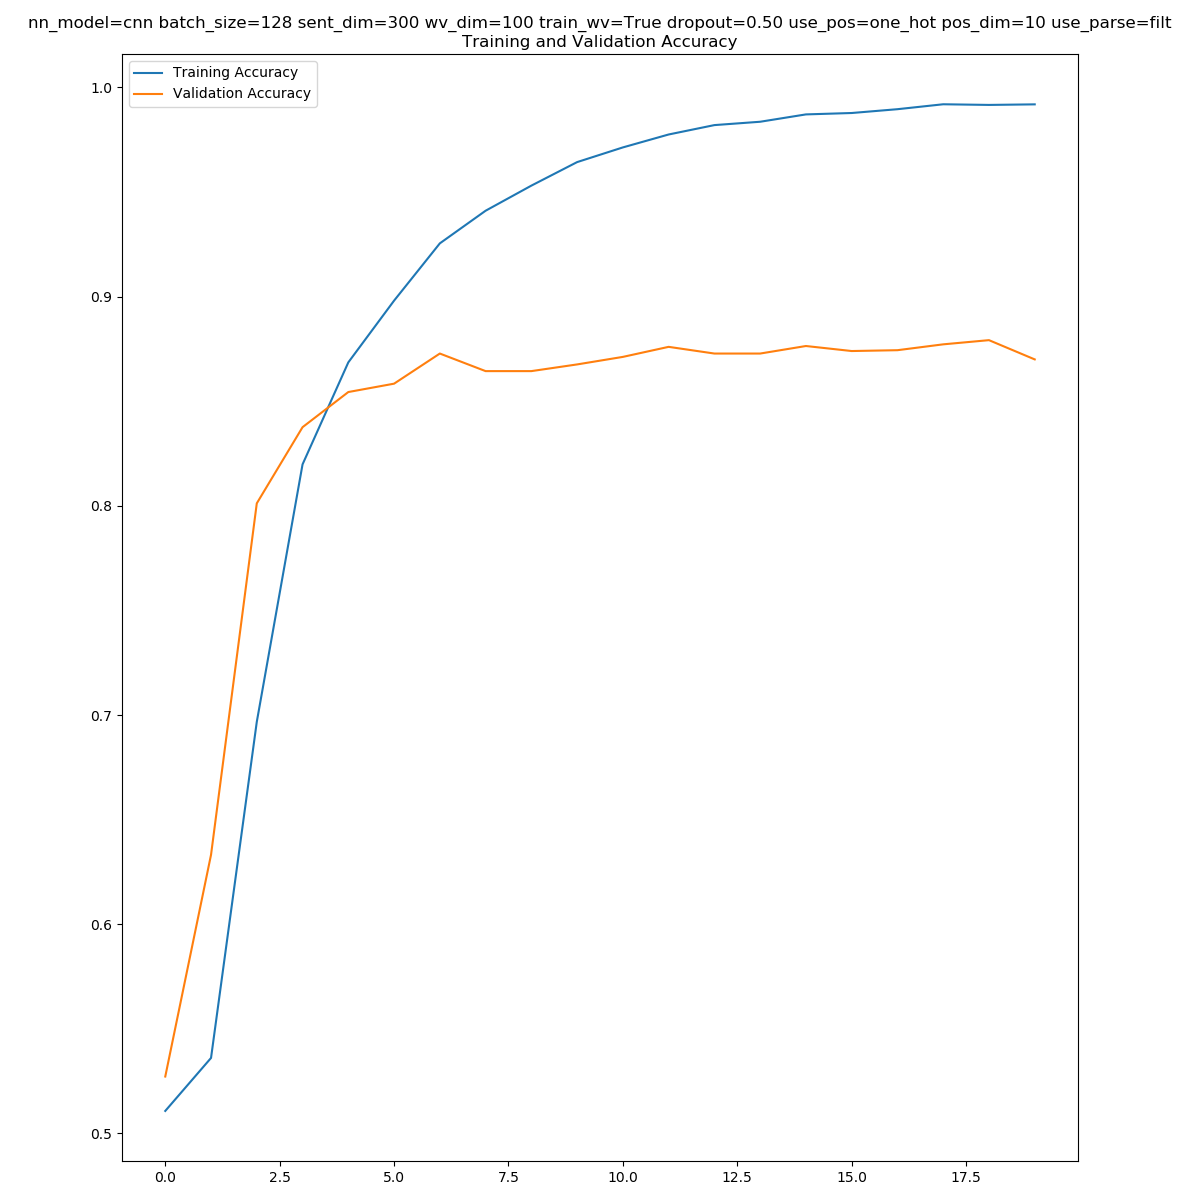 nn_model=cnn batch_size=128 sent_dim=300 wv_dim=100 train_wv=True dropout=0.50 use_pos=one_hot pos_dim=10 use_parse=filt
Training and Validation Accuracy
Training Accuracy
Validation Accuracy
1.0
0.9
0.8
0.7
0.6
0.5
0.0 2.5 5.0 7.5 10.0 12.5 15.0 17.5